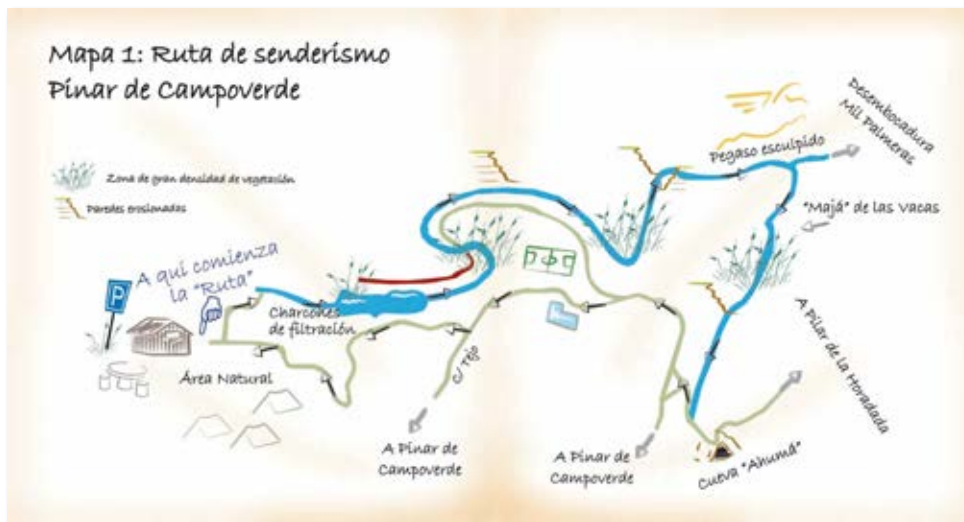 Mapa 1: Ruta de senderismo
Pinar de Campoverde
Zona de gran densidad de vegetación
Paredes erosionadas
P
A quí comienza
la "Ruta"
Charcones
de filtración
Área Natural
C/ Tejo
A Pinar de
Campoverde
A Pinar de
Campoverde
Cueva "Ahumá"
A Pilar de la Horadada
"Majá" de las Vacas
Pegaso esculpido
Desembocadura
Mil Palmeras